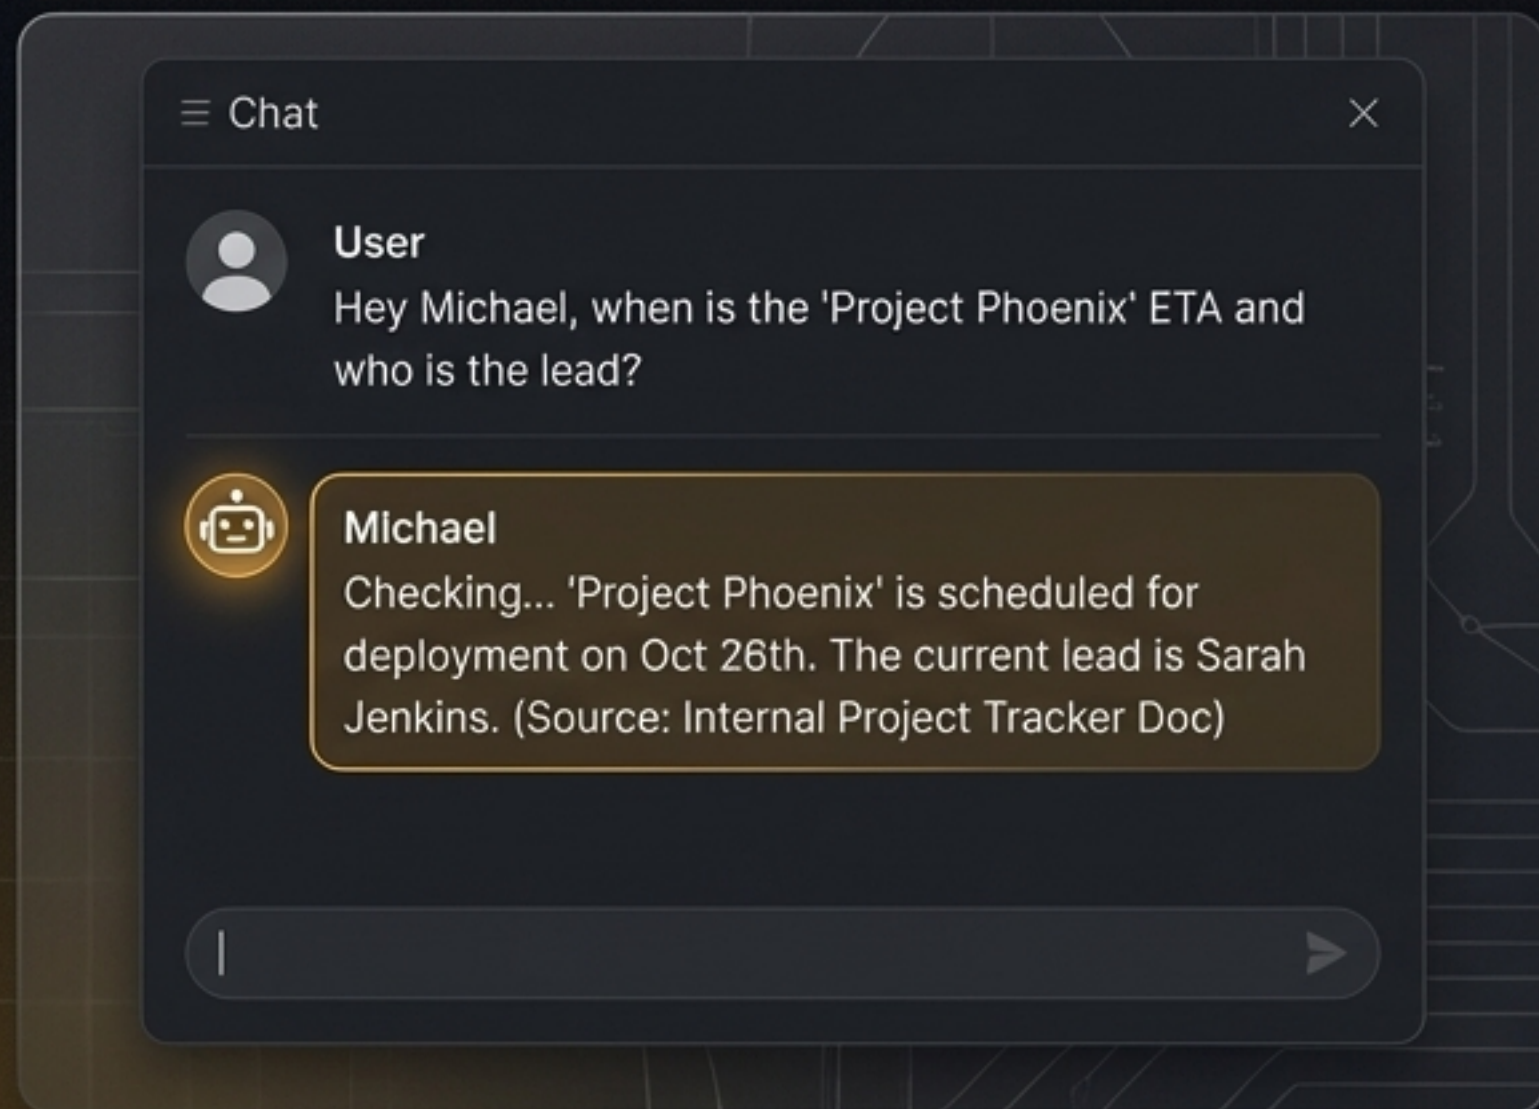 Chat
User
Hey Michael, when is the 'Project Phoenix' ETA and
who is the lead?
Michael
Checking... 'Project Phoenix' is scheduled for
deployment on Oct 26th. The current lead is Sarah
Jenkins. (Source: Internal Project Tracker Doc)